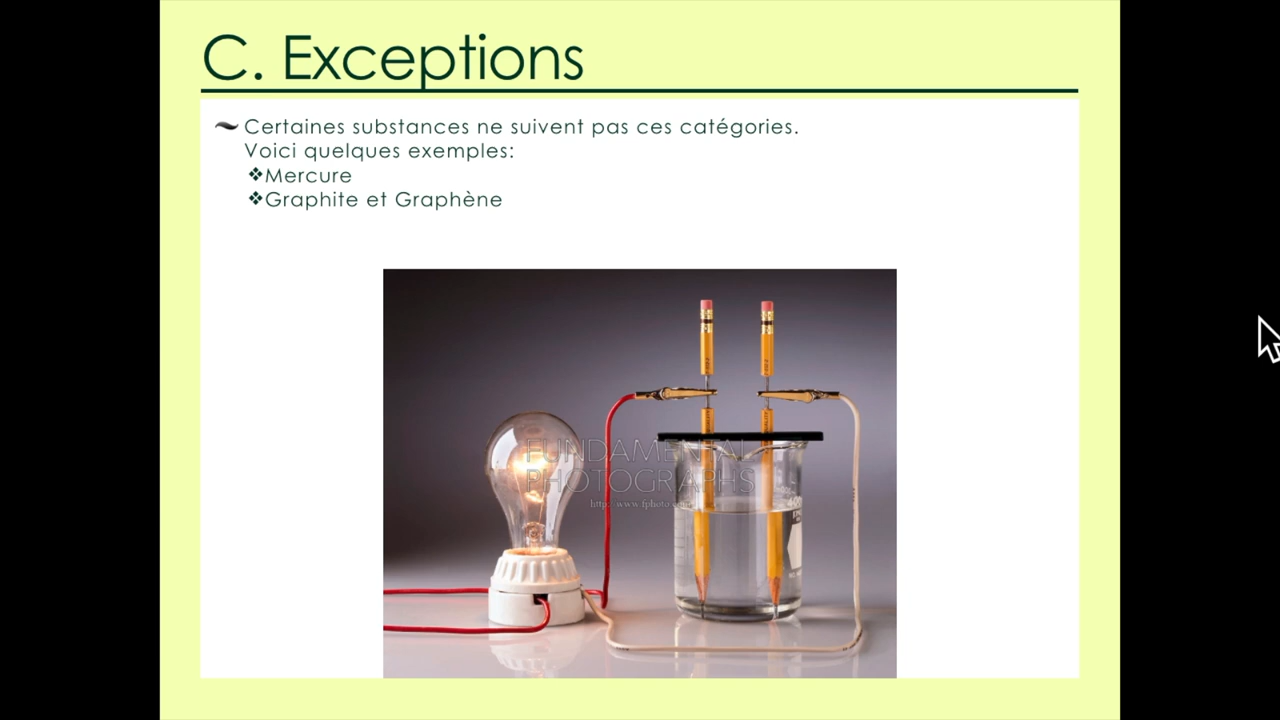 C. Exceptions
Certaines substances ne suivent pas ces catégories.
Voici quelques exemples:
Mercure
Graphite et Graphène
FUNDAMENTAL
PHOTOGRAPHS